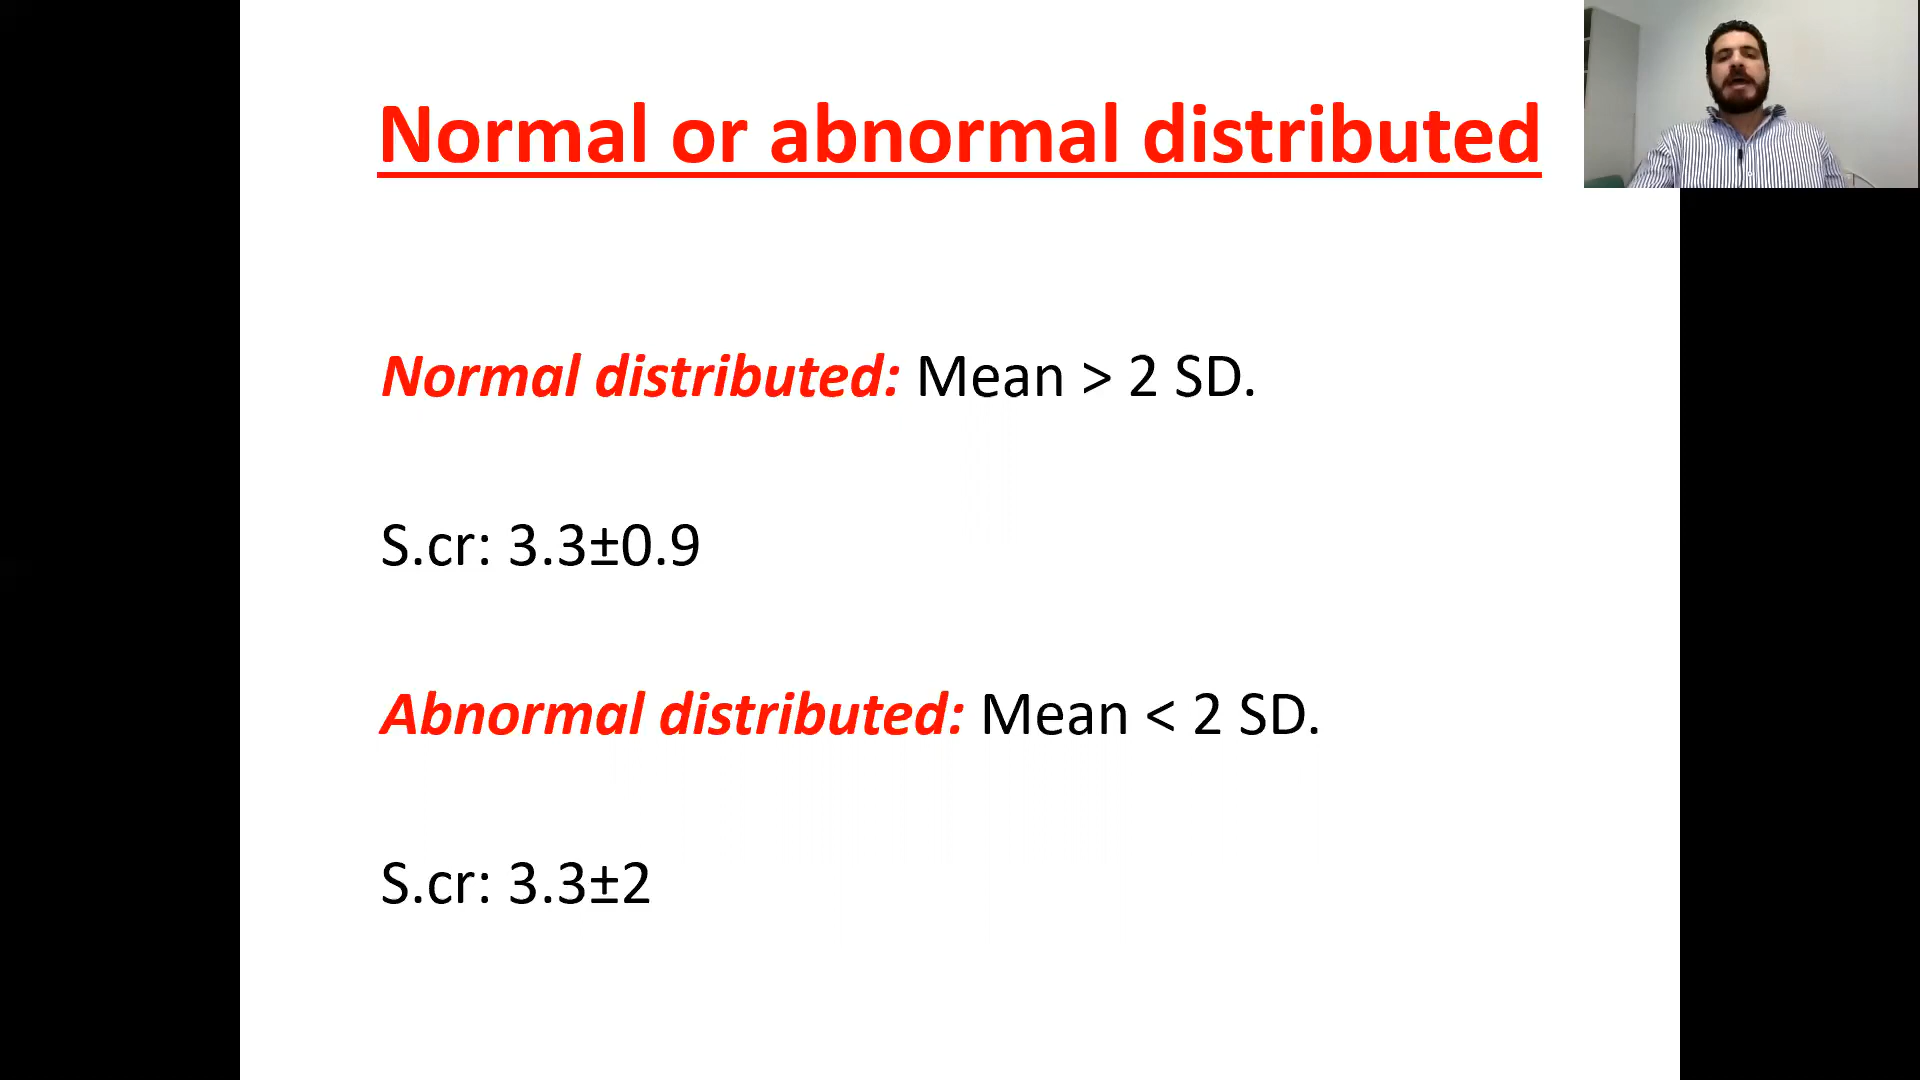 Normal or abnormal distributed
Normal distributed: Mean > 2 SD.
S.cr: 3.3±0.9
Abnormal distributed: Mean < 2 SD.
S.cr: 3.3±2